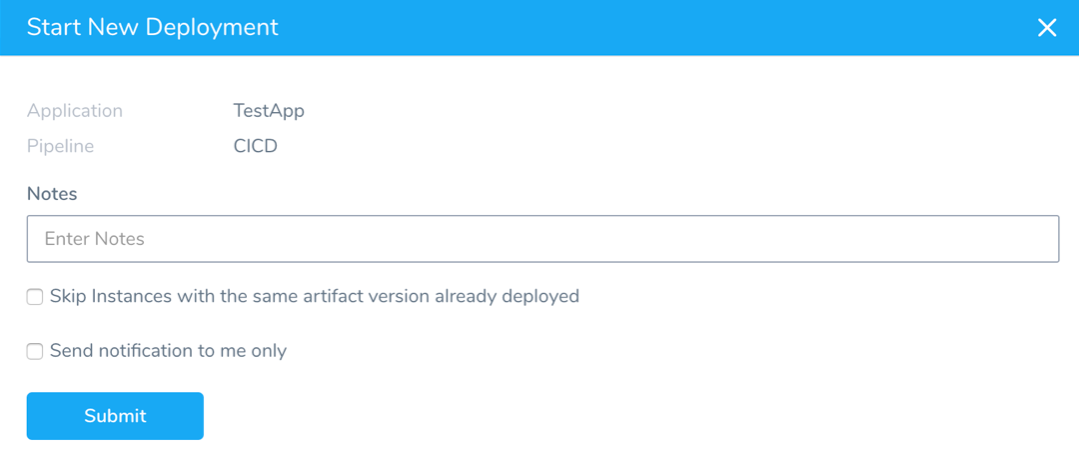 Start New Deployment
Application TestApp
Pipeline CICD
Notes
Enter Notes
Skip Instances with the same artifact version already deployed
Send notification to me only
Submit